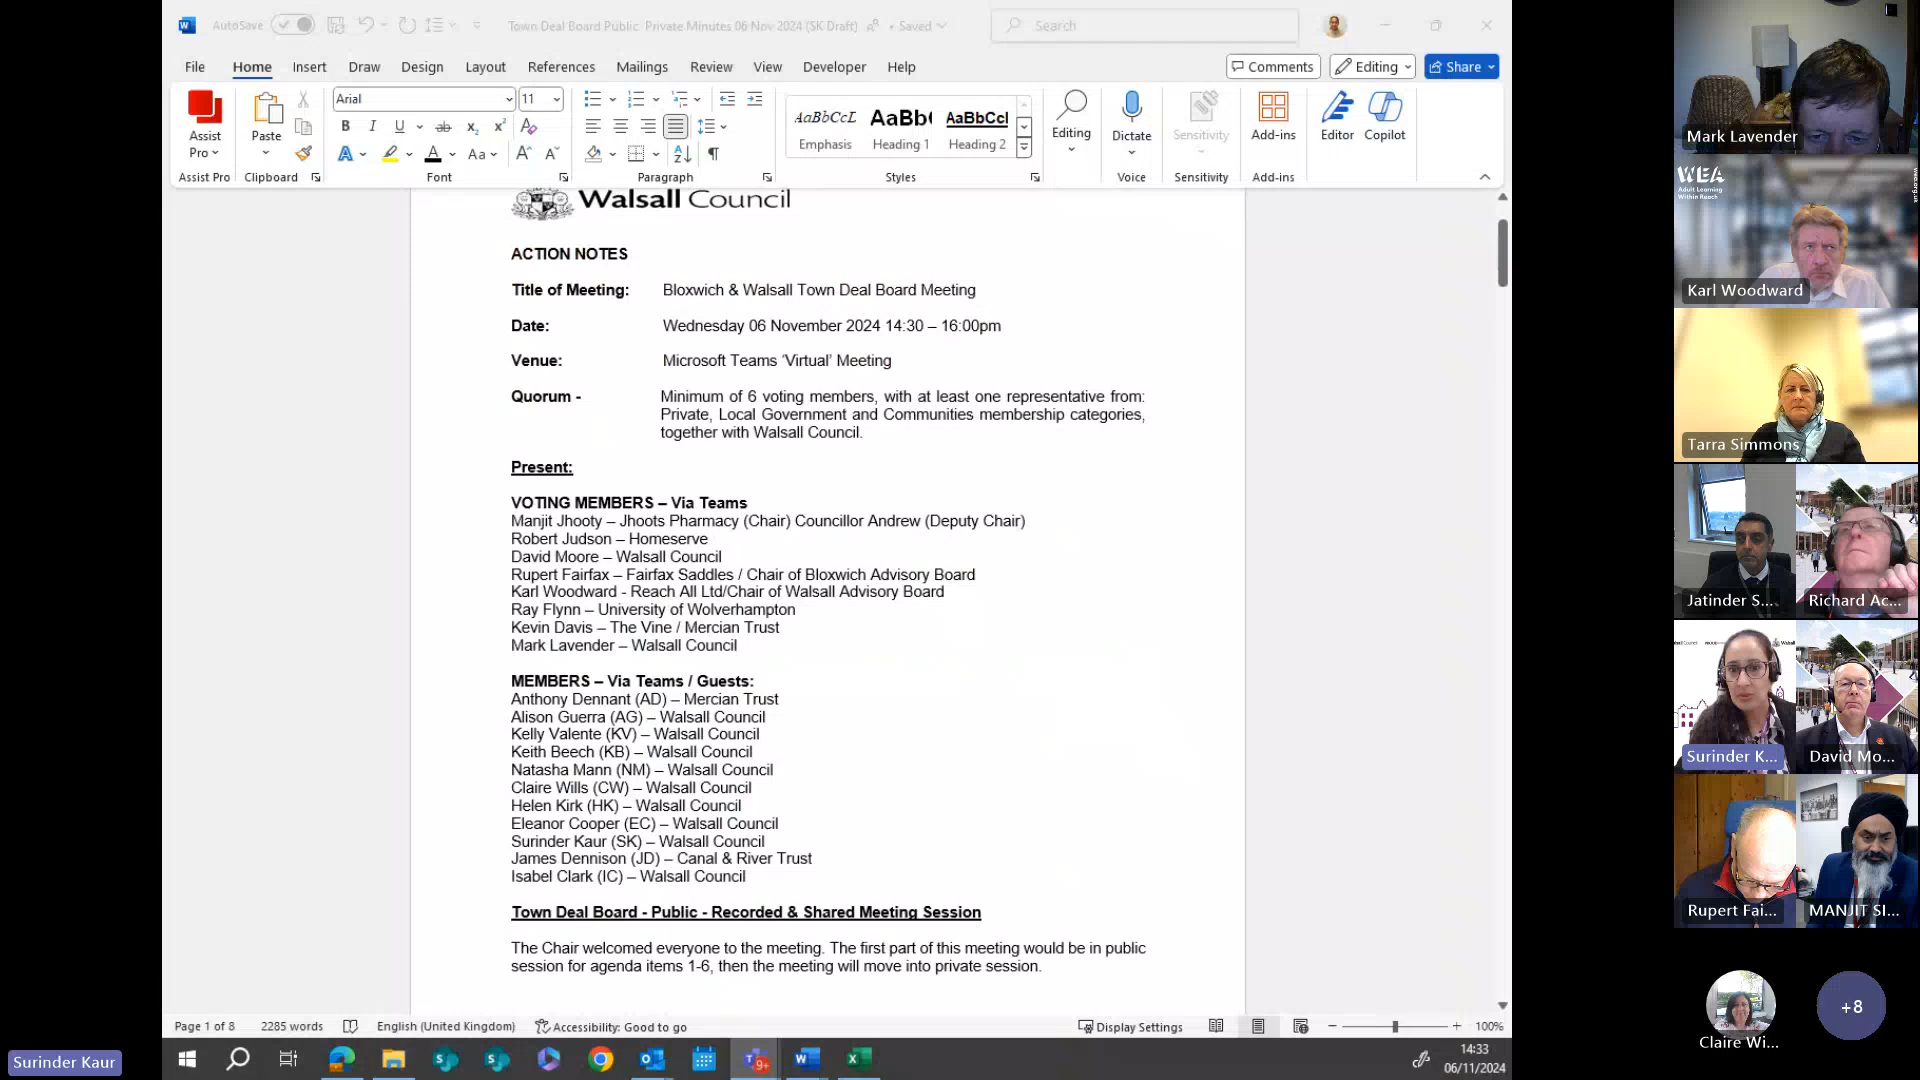 AutoSave
Town Deal Board Public Private Minutes 06 Nov 2024 (SK Draft)
• Saved
Search
File Home Insert Draw Design Layout References Mailings Review View Developer Help
Comments Editing Share
Arial 11
Assist Pro
Paste
AaBbCcL AaBb( AaBbCcI
Emphasis Heading 1 Heading 2
Editing
Dictate
Sensitivity
Add-ins
Editor
Copilot
Assist Pro Clipboard Font Paragraph Styles Voice Sensitivity Add-ins
Walsall Council
ACTION NOTES
Title of Meeting: Bloxwich & Walsall Town Deal Board Meeting
Date: Wednesday 06 November 2024 14:30 – 16:00pm
Venue: Microsoft Teams ‘Virtual’ Meeting
Quorum - Minimum of 6 voting members, with at least one representative from:
Private, Local Government and Communities membership categories,
together with Walsall Council.
Present:
VOTING MEMBERS – Via Teams
Manjit Jhooty – Jhoots Pharmacy (Chair) Councillor Andrew (Deputy Chair)
Robert Judson – Homeserve
David Moore – Walsall Council
Rupert Fairfax – Fairfax Saddles / Chair of Bloxwich Advisory Board
Karl Woodward - Reach All Ltd/Chair of Walsall Advisory Board
Ray Flynn – University of Wolverhampton
Kevin Davis – The Vine / Mercian Trust
Mark Lavender – Walsall Council
MEMBERS – Via Teams / Guests:
Anthony Dennant (AD) – Mercian Trust
Alison Guerra (AG) – Walsall Council
Kelly Valente (KV) – Walsall Council
Keith Beech (KB) – Walsall Council
Natasha Mann (NM) – Walsall Council
Claire Wills (CW) – Walsall Council
Helen Kirk (HK) – Walsall Council
Eleanor Cooper (EC) – Walsall Council
Surinder Kaur (SK) – Walsall Council
James Dennison (JD) – Canal & River Trust
Isabel Clark (IC) – Walsall Council
Town Deal Board - Public - Recorded & Shared Meeting Session
The Chair welcomed everyone to the meeting. The first part of this meeting would be in public
session for agenda items 1-6, then the meeting will move into private session.
Page 1 of 8 2285 words English (United Kingdom) Accessibility: Good to go Display Settings 100%
14:33
06/11/2024
Surinder Kaur
Mark Lavender
WEA
Adult Learning
Within Reach
Karl Woodward
Tarra Simmons
Jatinder S... Richard Ac...
Surinder K... David Mo...
Rupert Fai... MANJIT SI...
+8
Claire Wi...